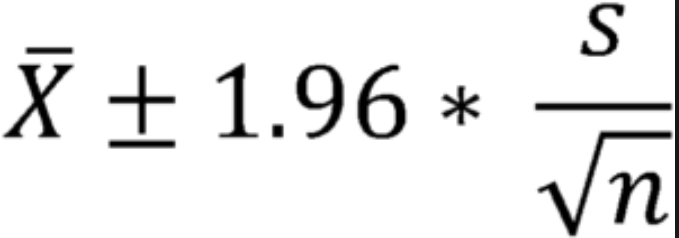 X̄ ± 1.96 * s/√n